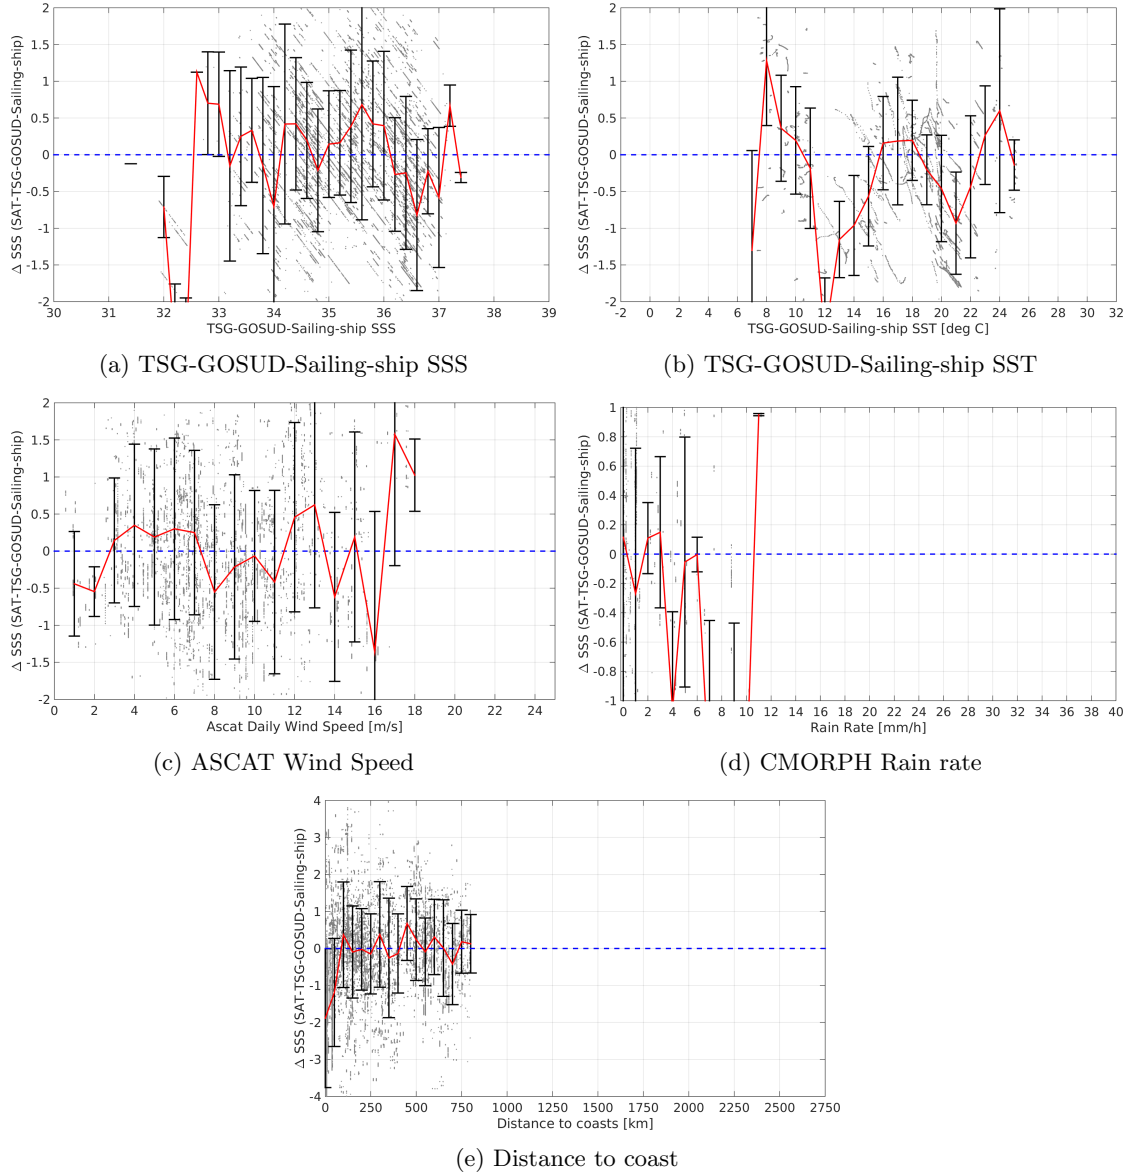 2
1.5
1
0.5
0
-0.5
-1
-1.5
-2
Δ SSS (SAT-TSG-GOSUD-Sailing-ship)
30 31 32 33 34 35 36 37 38 39
TSG-GOSUD-Sailing-ship SSS
(a) TSG-GOSUD-Sailing-ship SSS
2
1.5
1
0.5
0
-0.5
-1
-1.5
-2
Δ SSS (SAT-TSG-GOSUD-Sailing-ship)
-2 0 2 4 6 8 10 12 14 16 18 20 22 24 26 28 30 32
TSG-GOSUD-Sailing-ship SST [deg C]
(b) TSG-GOSUD-Sailing-ship SST
2
1.5
1
0.5
0
-0.5
-1
-1.5
-2
Δ SSS (SAT-TSG-GOSUD-Sailing-ship)
0 2 4 6 8 10 12 14 16 18 20 22 24
Ascat Daily Wind Speed [m/s]
(c) ASCAT Wind Speed
1
0.8
0.6
0.4
0.2
0
-0.2
-0.4
-0.6
-0.8
-1
Δ SSS (SAT-TSG-GOSUD-Sailing-ship)
0 2 4 6 8 10 12 14 16 18 20 22 24 26 28 30 32 34 36 38 40
Rain Rate [mm/h]
(d) CMORPH Rain rate
4
3
2
1
0
-1
-2
-3
-4
Δ SSS (SAT-TSG-GOSUD-Sailing-ship)
0 250 500 750 1000 1250 1500 1750 2000 2250 2500 2750
Distance to coasts [km]
(e) Distance to coast